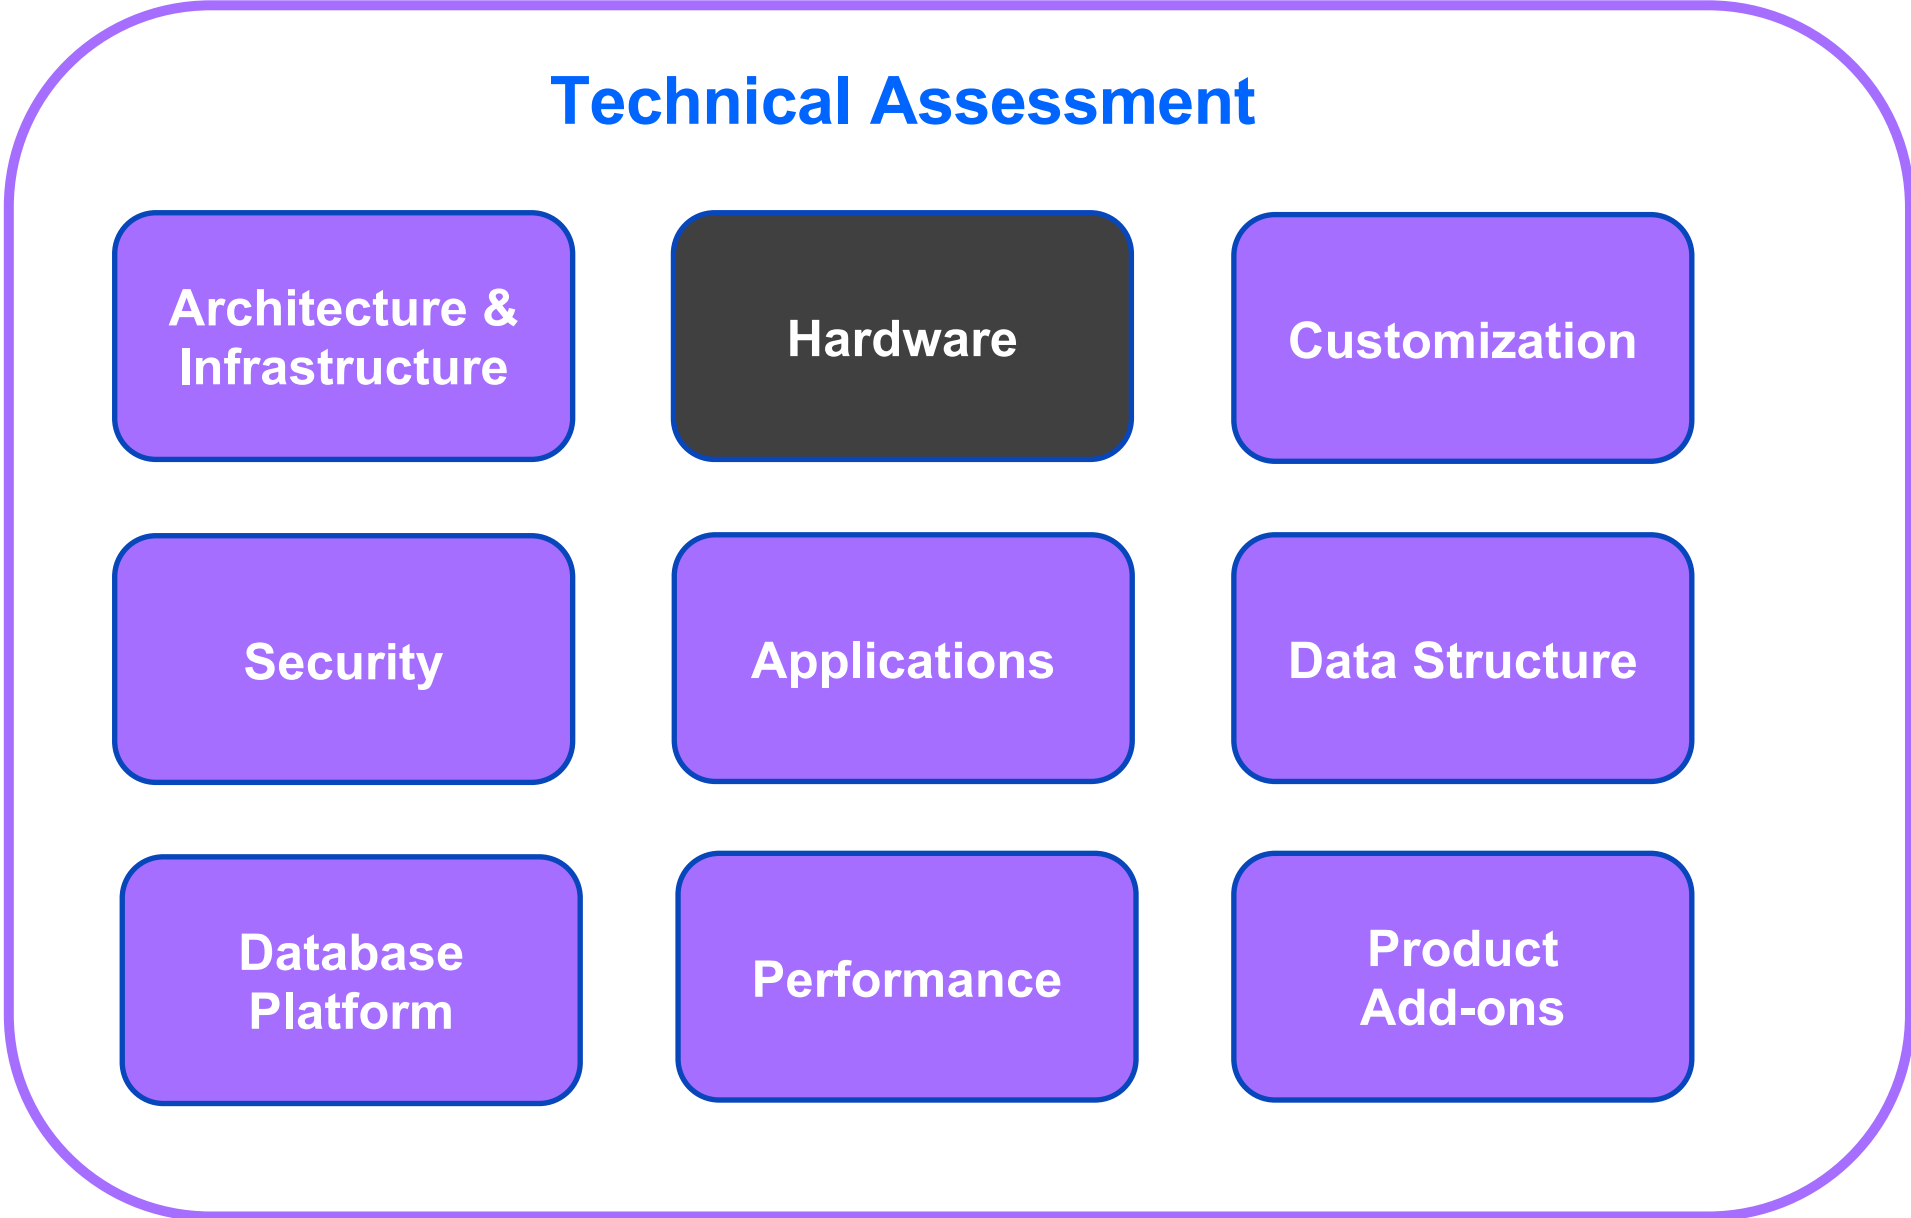 Technical Assessment
Architecture &
Infrastructure
Hardware
Customization
Security
Applications
Data Structure
Database
Platform
Performance
Product
Add-ons